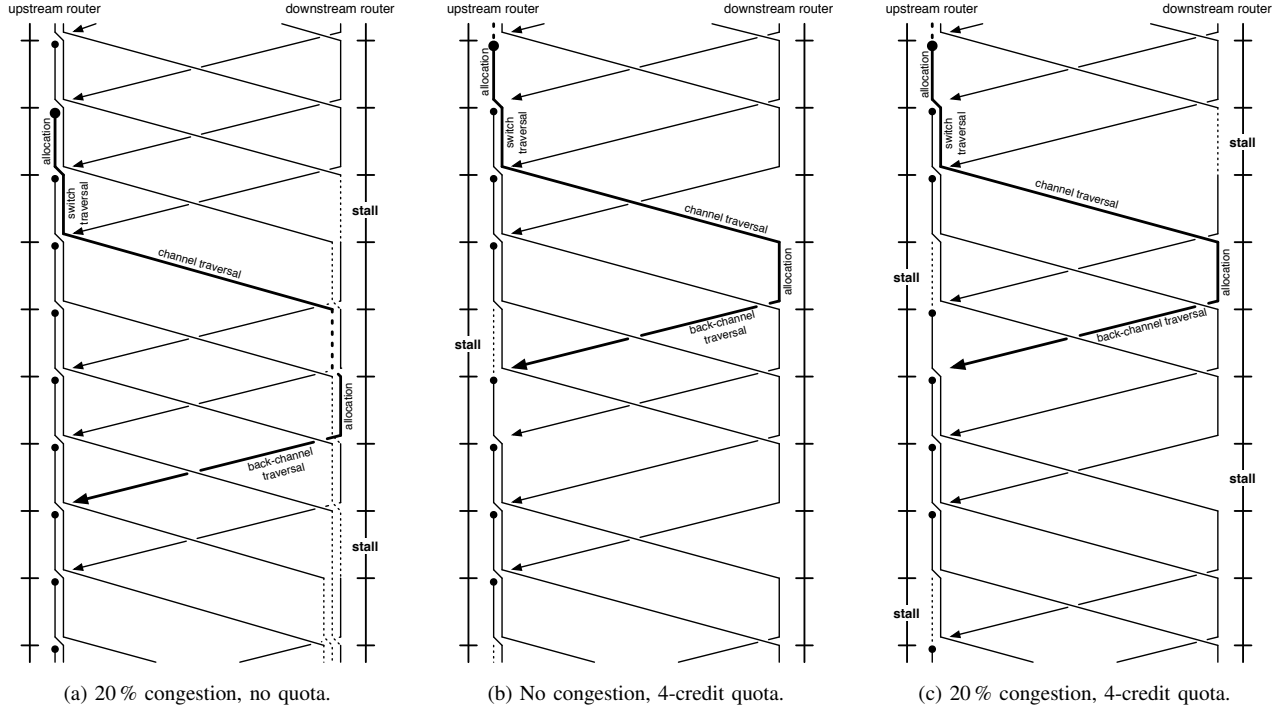 upstream router
downstream router
allocation
switch
traversal
stall
channel traversal
allocation
back-channel
traversal
stall
(a) 20 % congestion, no quota.
upstream router
downstream router
allocation
switch
traversal
channel traversal
allocation
back-channel
traversal
stall
(b) No congestion, 4-credit quota.
upstream router
downstream router
allocation
switch
traversal
stall
channel traversal
stall
allocation
back-channel traversal
stall
stall
(c) 20 % congestion, 4-credit quota.